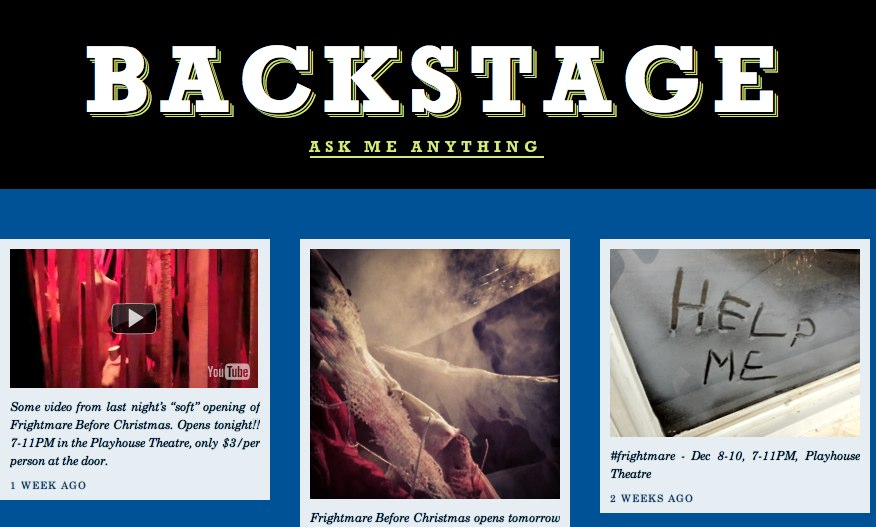 BACKSTAGE
ASK ME ANYTHING
YouTube
Some video from last night's "soft" opening of
Frightmare Before Christmas. Opens tonight!!
7-11PM in the Playhouse Theatre, only $3/per
person at the door.
1 WEEK AGO
Frightmare Before Christmas opens tomorrow
HELP
ME
#frightmare - Dec 8-10, 7-11PM, Playhouse
Theatre
2 WEEKS AGO